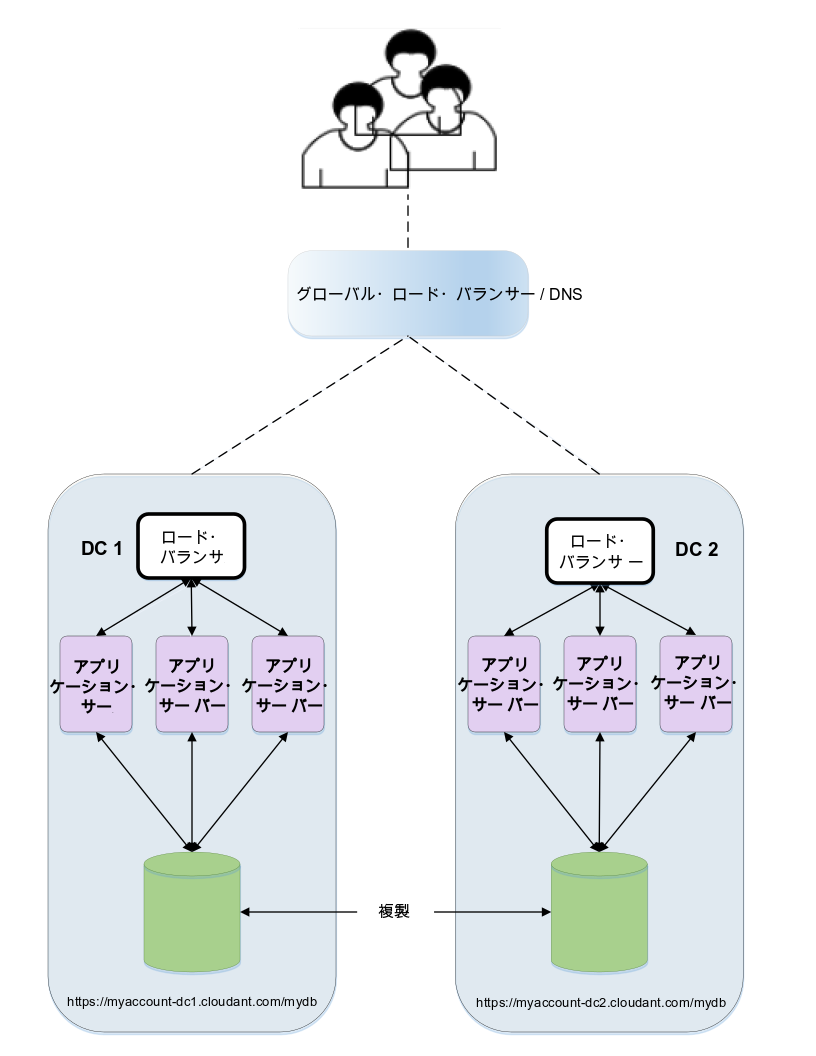 グローバル・ロード・バランサー / DNS
DC 1
ロード・
バランサ
ロード・
バランサ ー
DC 2
アプリ
ケーション・
サー
アプリ
ケーション・
サー バー
アプリ
ケーション・
サー バー
アプリ
ケーション・
サー バー
アプリ
ケーション・
サー バー
アプリ
ケーション・
サー バー
複製
https://myaccount-dc1.cloudant.com/mydb
https://myaccount-dc2.cloudant.com/mydb